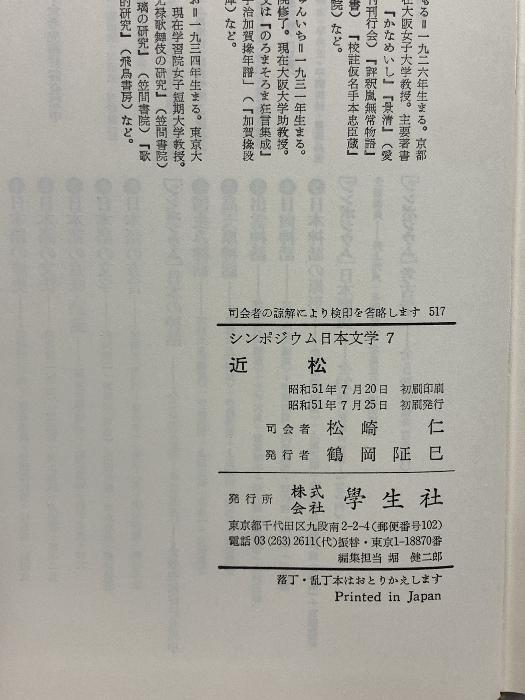 もる＝一九二六年生まる。京都
在大阪女子大学教授。主要著書
『かなめいし』『景清』（愛
刊刊行会）『評釈嵐無常物語』
書）『校註仮名手本忠臣蔵』
院）など。
ゅんいち＝一九三一年生まる。
院修了。現在大阪大学助教授。
文は『のろまそろま狂言集成』
宇治加賀掾年譜」（『加賀掾段
庫）など。
お＝一九三四年生まる。東京大
現在学習院女子短期大学教授。
元禄歌舞伎の研究』（笠間書院）
璃の研究』（笠間書院）『歌
的研究』（飛鳥書房）など。
司会者の諒解により検印を省略します 517
シンポジウム日本文学 7
近松
昭和51年7月20日 初刷印刷
昭和51年7月25日 初刷発行
司会者 松崎仁
発行者 鶴岡阷巳
発行所 株式会社 學生社
東京都千代田区九段南2-2-4（郵便番号102）
電話 03(263)2611(代)振替・東京1-18870番
編集担当 堀 健二郎
落丁・乱丁本はおとりかえします
Printed in Japan